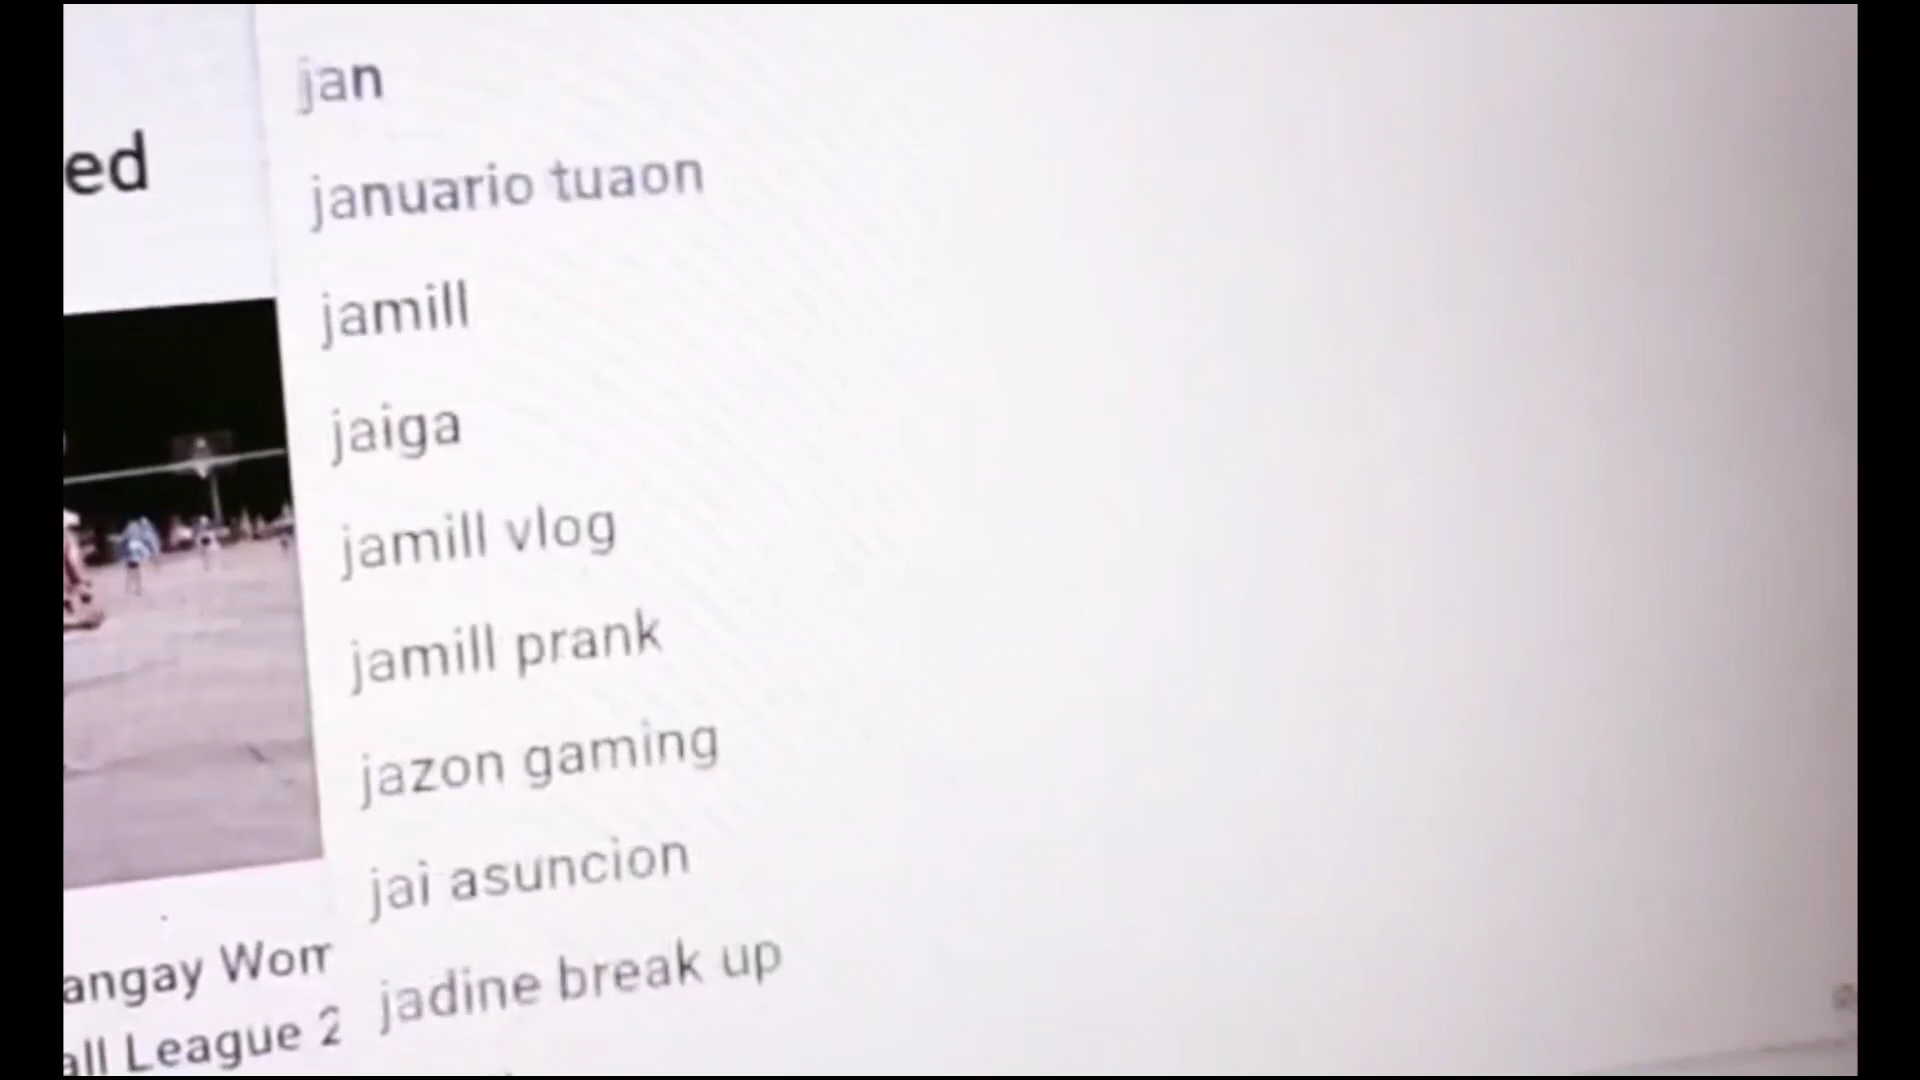 ed
angay Wom
all League 2
jan
januario tuaon
jamill
jaiga
jamill vlog
jamill prank
jazon gaming
jai asuncion
jadine break up